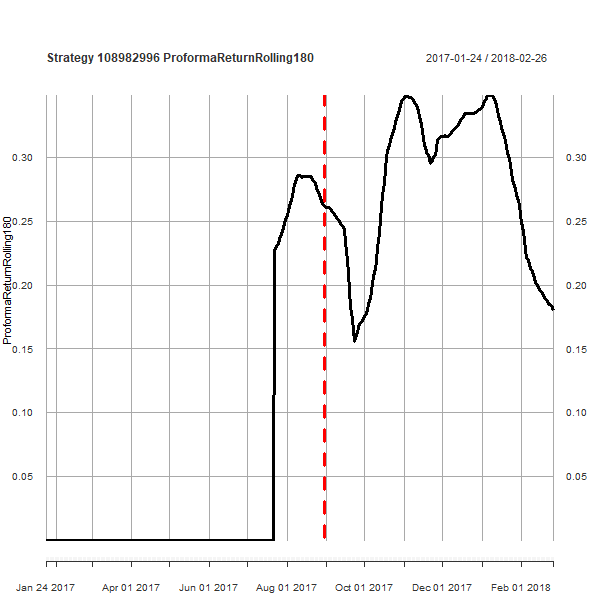 Strategy 108982996 ProformaReturnRolling180
2017-01-24 / 2018-02-26
ProformaReturnRolling180
0.30 0.30
0.25 0.25
0.20 0.20
0.15 0.15
0.10 0.10
0.05 0.05
Jan 24 2017 Apr 01 2017 Jun 01 2017 Aug 01 2017 Oct 01 2017 Dec 01 2017 Feb 01 2018